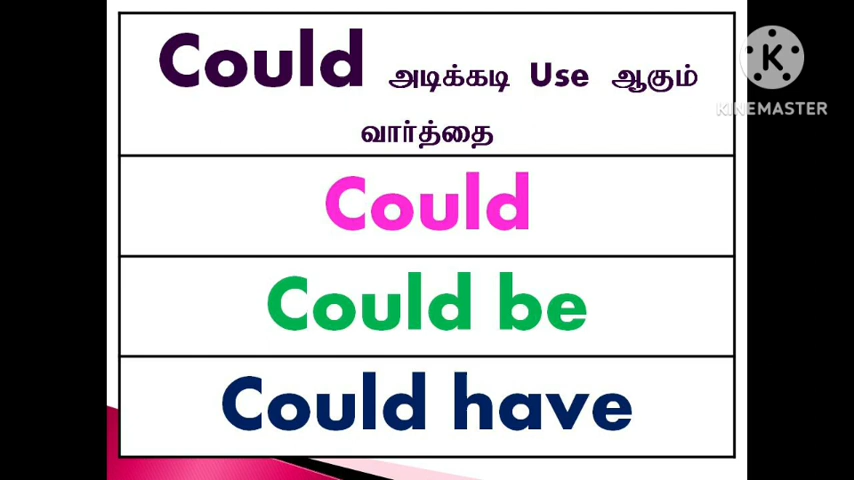 Could அடிக்கடி Use ஆகும்
வார்த்தை
Could
Could be
Could have
K
KINEMASTER